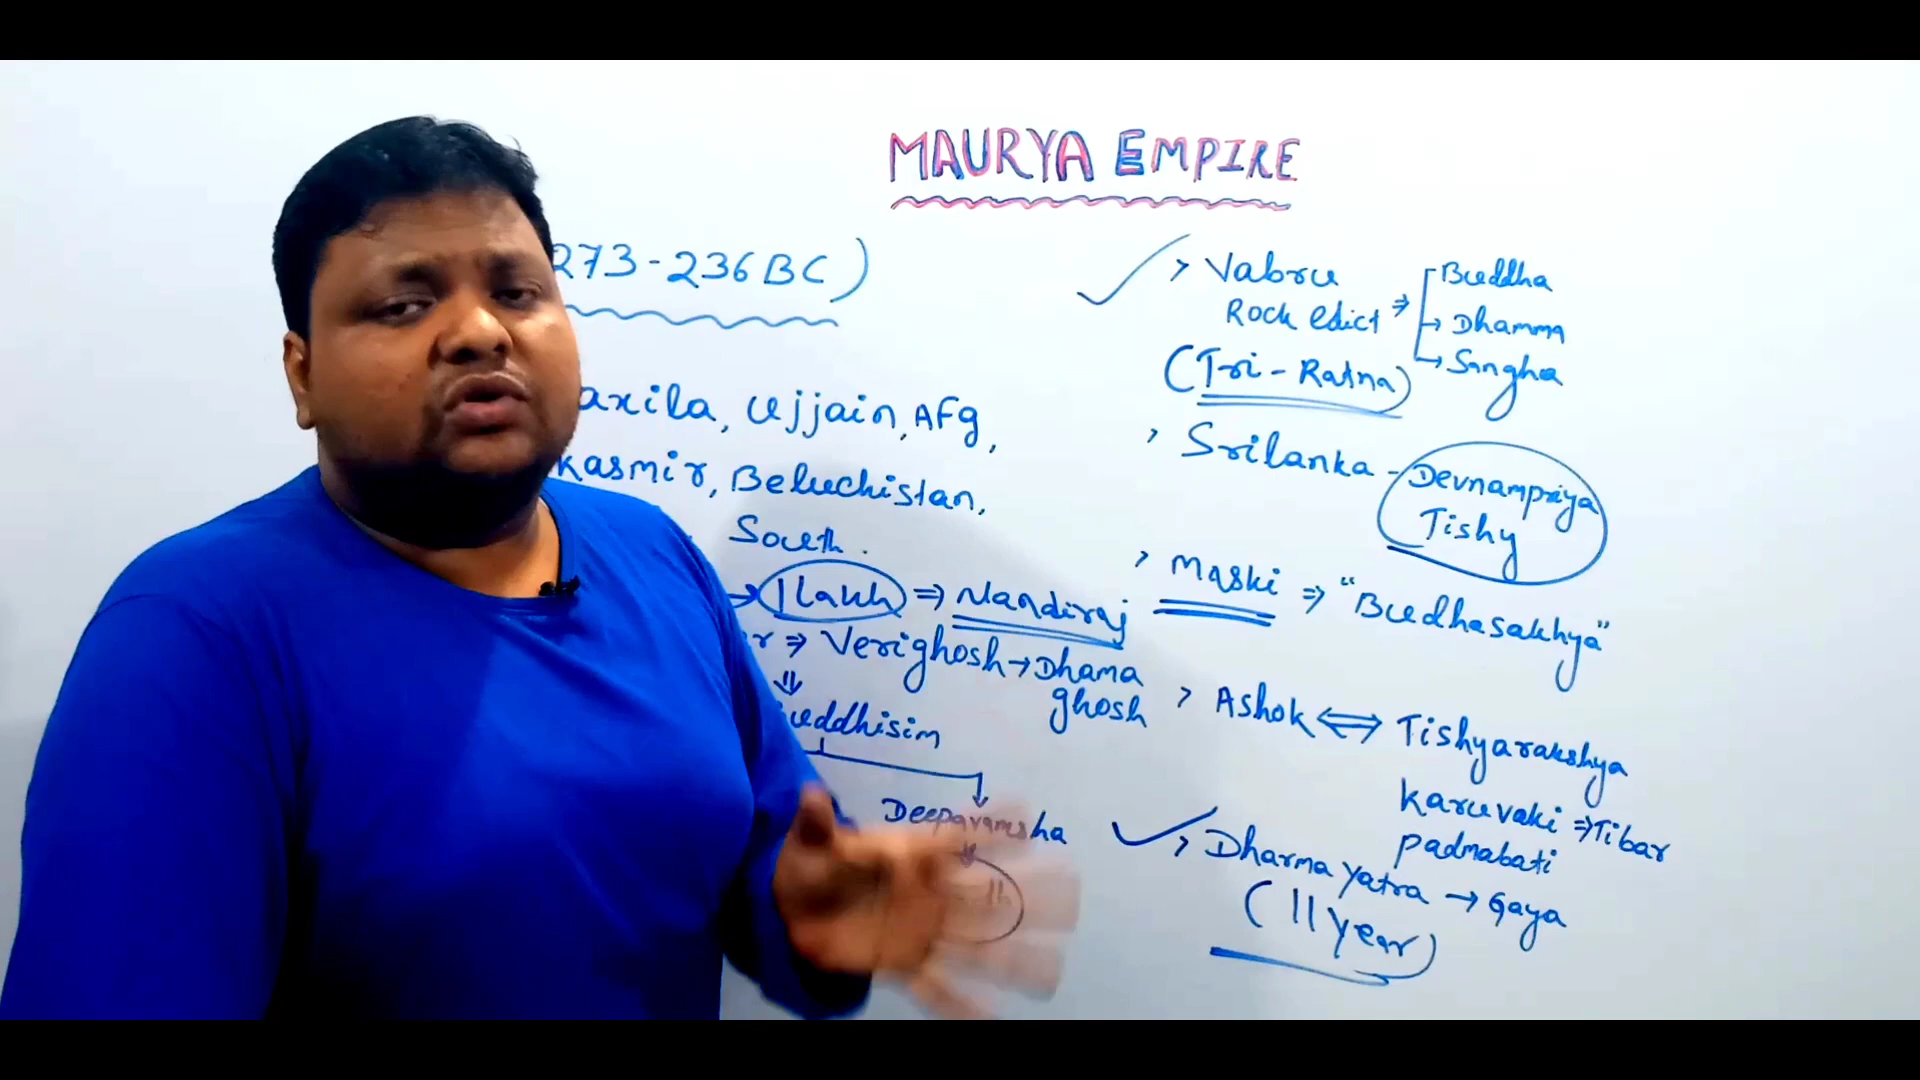 MAURYA EMPIRE
273-236 BC)
axila, Ujjain, AFg,
Kasmir, Beluchistan,
South.
→ 1 lakh ⇒ Nandiraj
r ⇒ Verighosh → Dhama
ghosh
⇓
uddhisim
Deepavamsha
> Vabru
Rock edict ⇒
Buddha
→ Dhamma
→ Sangha
(Tri-Ratna)
> Srilanka - Devnampriya
Tishy
> Maski ⇒ "Budhasakhya"
> Ashok ⇔ Tishyarakshya
Karuvaki ⇒ Tibar
Padmabati
> Dharma yatra → Gaya
(11 year)